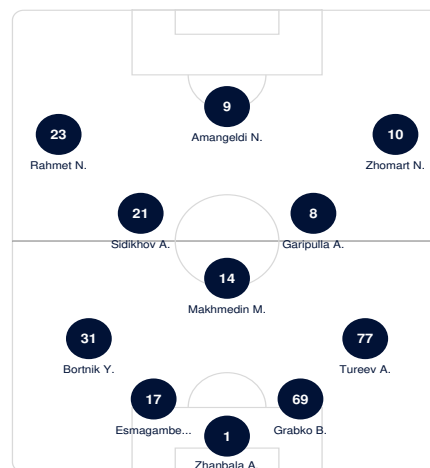 9
Amangeldi N.
23
Rahmet N.
10
Zhomart N.
21
Sidikhov A.
8
Garipulla A.
14
Makhmedin M.
31
Bortnik Y.
77
Tureev A.
17
Esmagambe...
69
Grabko B.
1
Zhanbala A.